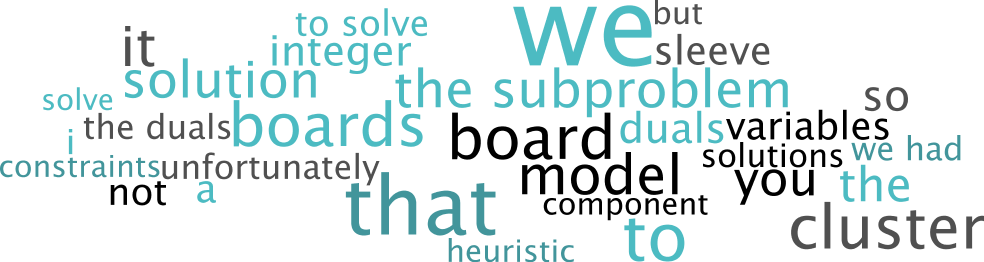 but
to solve
we
it
integer
sleeve
solution
the subproblem
solve
boards
so
the duals
board
duals
variables
i
we had
constraints
unfortunately
model
solutions
not
a
that
component
you
the
cluster
to
heuristic